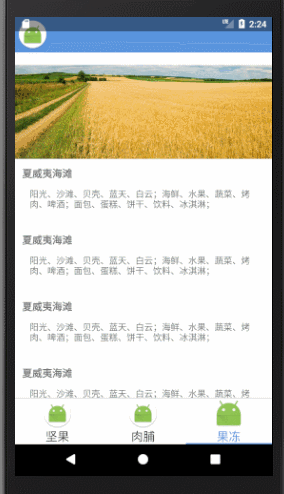 2:24
夏威夷海滩
阳光、沙滩、贝壳、蓝天、白云；海鲜、水果、蔬菜、烤
肉、啤酒；面包、蛋糕、饼干、饮料、冰淇淋；
夏威夷海滩
阳光、沙滩、贝壳、蓝天、白云；海鲜、水果、蔬菜、烤
肉、啤酒；面包、蛋糕、饼干、饮料、冰淇淋；
夏威夷海滩
阳光、沙滩、贝壳、蓝天、白云；海鲜、水果、蔬菜、烤
肉、啤酒；面包、蛋糕、饼干、饮料、冰淇淋；
夏威夷海滩
阳光、沙滩、贝壳、蓝天、白云；海鲜、水果、蔬菜、烤
坚果
肉脯
果冻